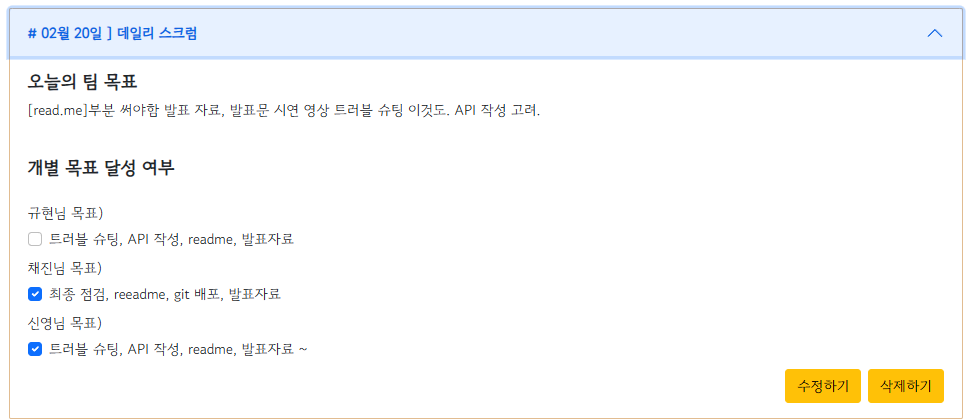 # 02월 20일 ] 데일리 스크럼
오늘의 팀 목표
[read.me]부분 써야함 발표 자료, 발표문 시연 영상 트러블 슈팅 이것도. API 작성 고려.
개별 목표 달성 여부
규현님 목표)
트러블 슈팅, API 작성, readme, 발표자료
채진님 목표)
최종 점검, reeadme, git 배포, 발표자료
신영님 목표)
트러블 슈팅, API 작성, readme, 발표자료 ~
수정하기 삭제하기